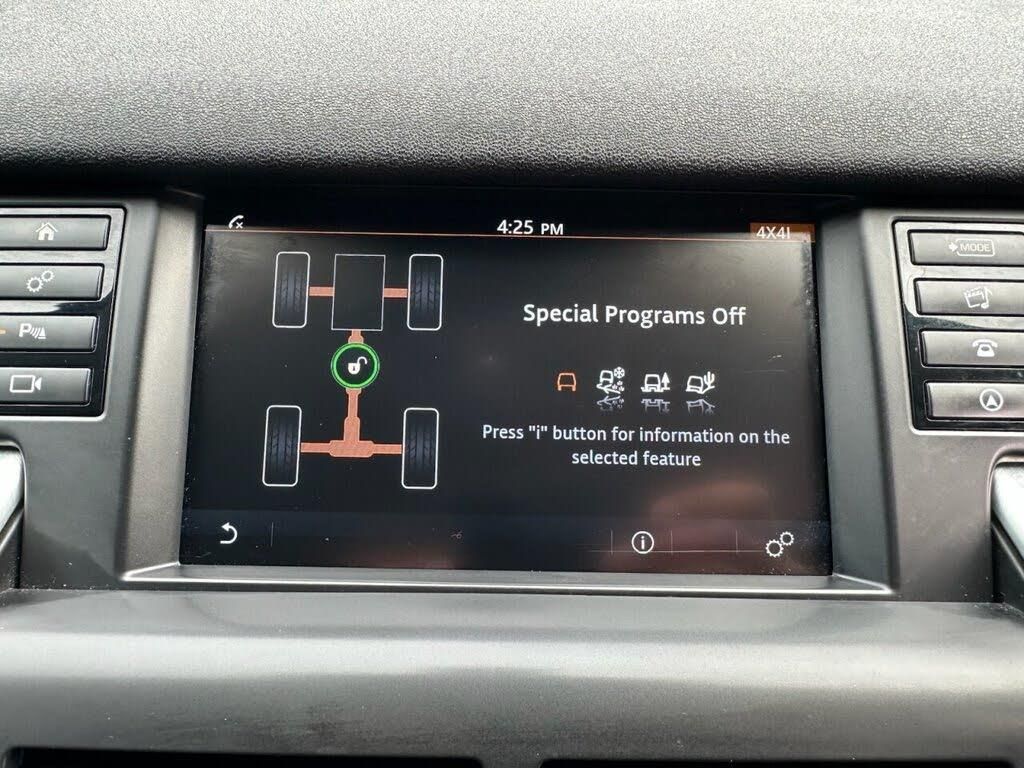 4:25 PM
4X4I
MODE
Special Programs Off
P
Press "i" button for information on the
selected feature
i